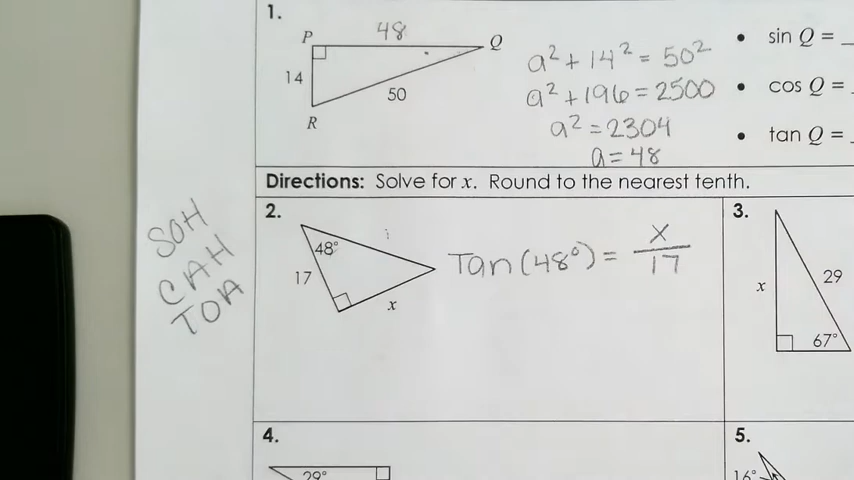 1.
48
P
Q
14
50
R
a² + 14² = 50²
a² + 196 = 2500
a² = 2304
a = 48
• sin Q =
• cos Q =
• tan Q =
Directions: Solve for x. Round to the nearest tenth.
SOH
CAH
TOA
2.
48°
17
x
Tan(48°) = x/17
3.
x
29
67°
4.
29°
5.
16°